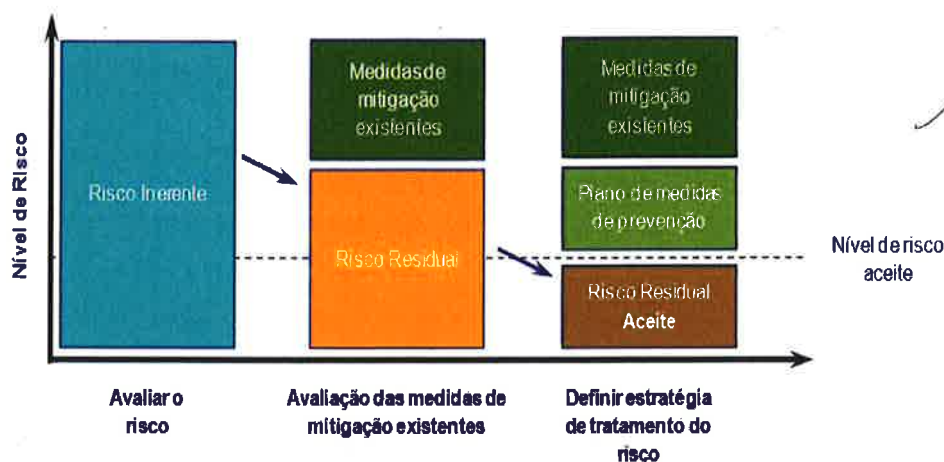 Nível de Risco
Risco Inerente
Medidas de
mitigação
existentes
Risco Residual
Medidas de
mitigação
existentes
Plano de medidas
de prevenção
Risco Residual
Aceite
Nível de risco
aceite
Avaliar o
risco
Avaliação das medidas de
mitigação existentes
Definir estratégia
de tratamento do
risco